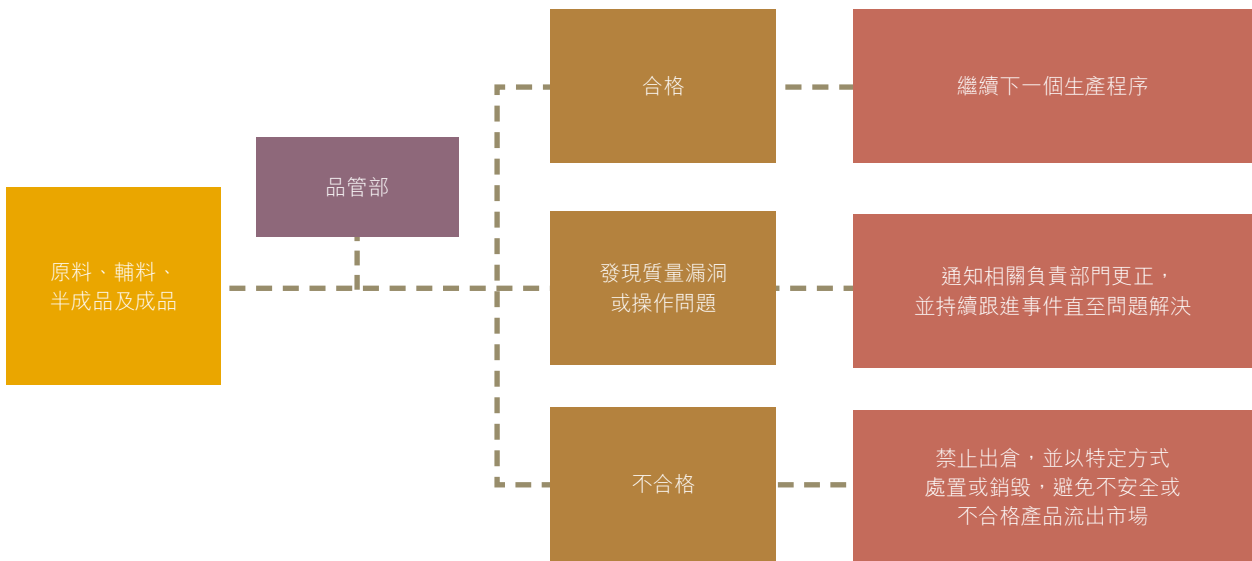 原料、輔料、
半成品及成品
品管部
合格
繼續下一個生產程序
發現質量漏洞
或操作問題
通知相關負責部門更正，
並持續跟進事件直至問題解決
不合格
禁止出倉，並以特定方式
處置或銷毀，避免不安全或
不合格產品流出市場